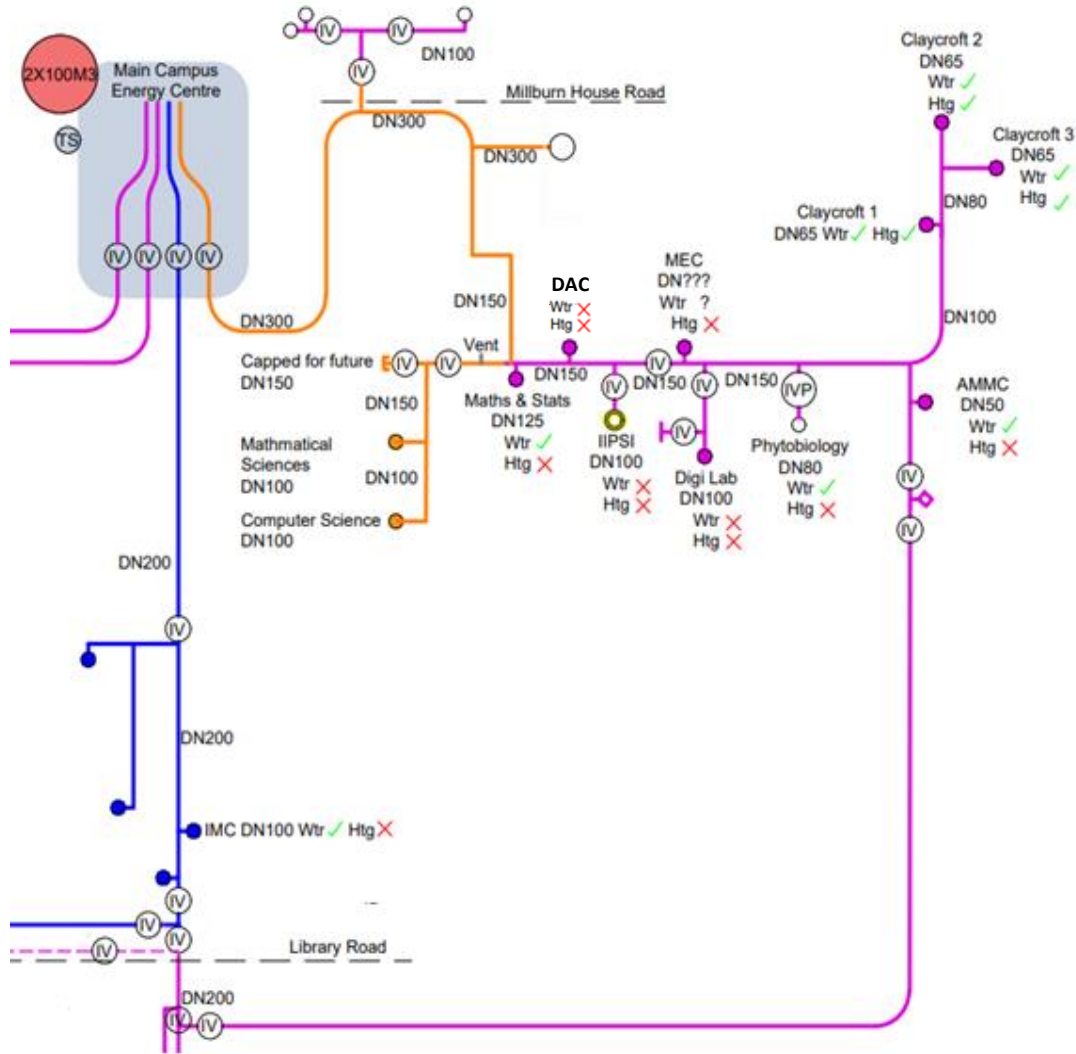 2X100M3
Main Campus
Energy Centre
TS
IV
IV
IV
IV
IV
IV
IV
DN100
Millburn House Road
DN300
DN300
Claycroft 2
DN65
Wtr
Htg
Claycroft 3
DN65
Wtr
Htg
DN80
Claycroft 1
DN65 Wtr Htg
MEC
DN???
Wtr ?
Htg
DAC
Wtr
Htg
DN300
DN150
DN100
Vent
Capped for future
DN150
IV
IV
DN150
IV
DN150
IV
DN150
IV
IVP
DN150
Maths & Stats
DN125
Wtr
Htg
IIPSI
DN100
Wtr
Htg
IV
Digi Lab
DN100
Wtr
Htg
Phytobiology
DN80
Wtr
Htg
AMMC
DN50
Wtr
Htg
Mathmatical
Sciences
DN100
DN100
Computer Science
DN100
IV
IV
DN200
IV
DN200
IMC DN100 Wtr Htg
IV
IV
IV
IV
Library Road
DN200
IV
IV